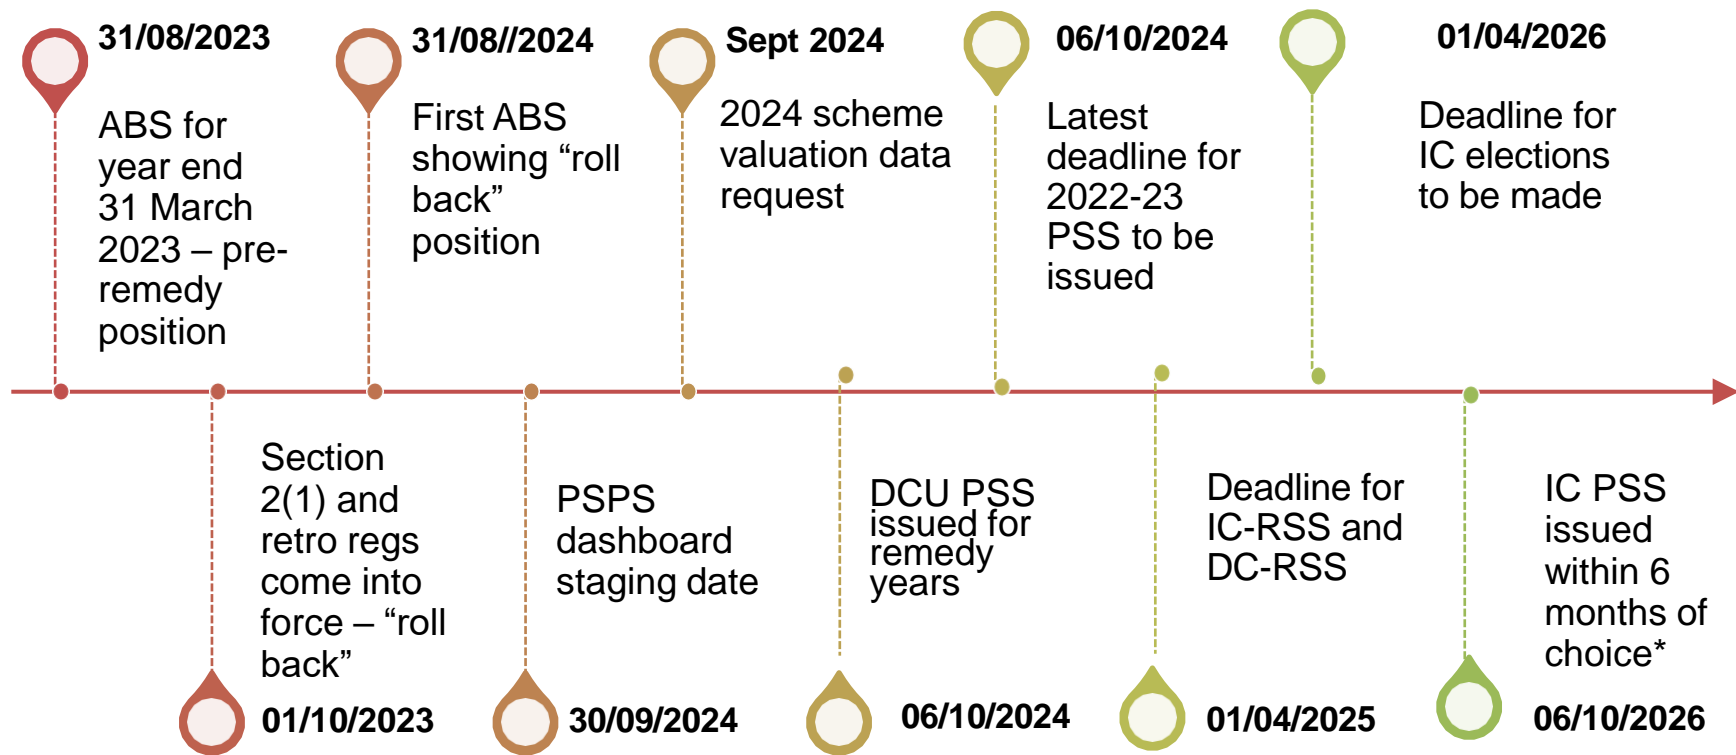 31/08/2023
ABS for
year end
31 March
2023 – pre-
remedy
position
31/08//2024
First ABS
showing “roll
back”
position
Sept 2024
2024 scheme
valuation data
request
06/10/2024
Latest
deadline for
2022-23
PSS to be
issued
01/04/2026
Deadline for
IC elections
to be made
Section
2(1) and
retro regs
come into
force – “roll
back”
01/10/2023
PSPS
dashboard
staging date
30/09/2024
DCU PSS
issued for
remedy
years
06/10/2024
Deadline for
IC-RSS and
DC-RSS
01/04/2025
IC PSS
issued
within 6
months of
choice*
06/10/2026